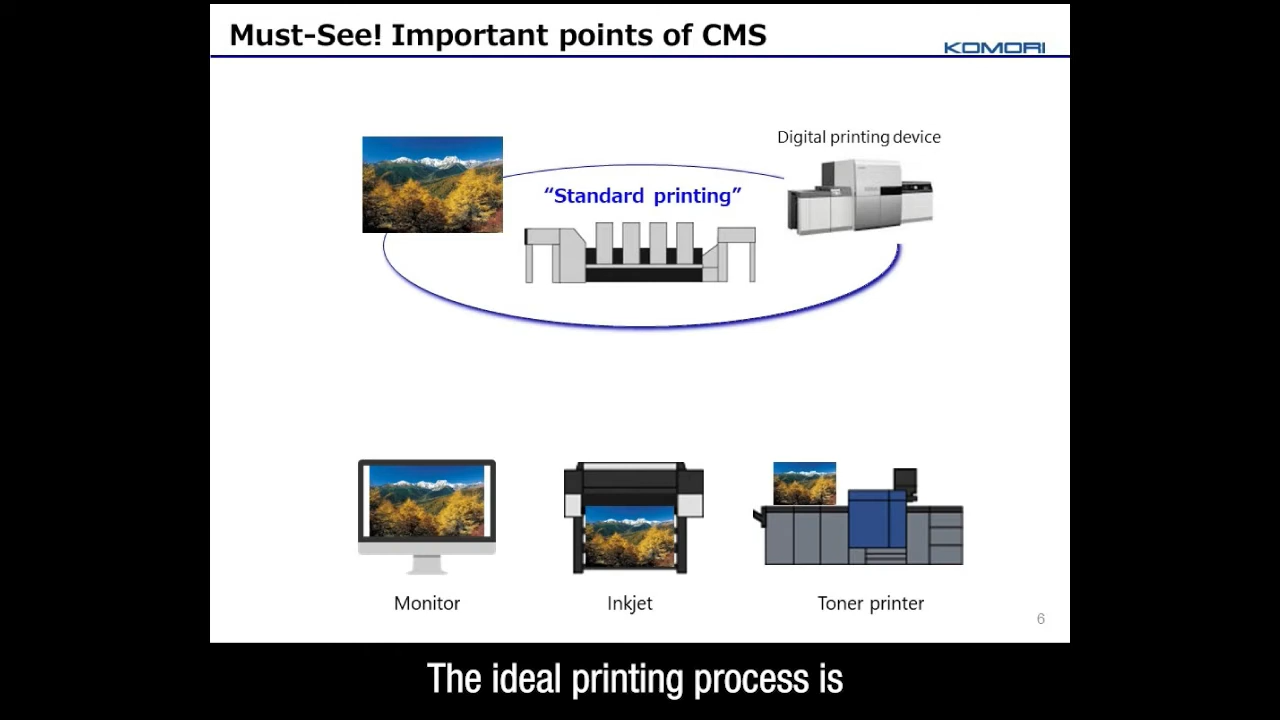 Must-See! Important points of CMS
KOMORI
Digital printing device
“Standard printing”
Monitor
Inkjet
Toner printer
6
The ideal printing process is